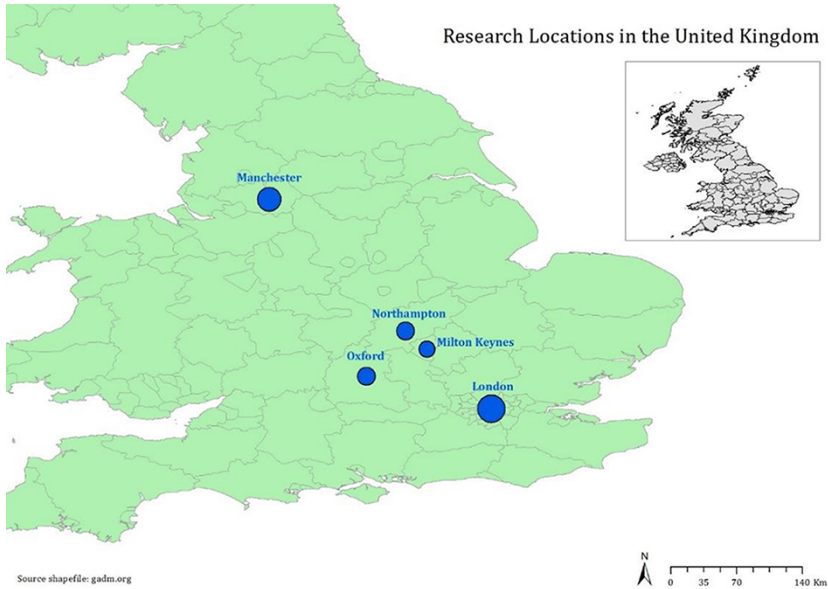 Research Locations in the United Kingdom
Manchester
Northampton
Milton Keynes
Oxford
London
Source shapefile: gadm.org
N
0 35 70 140 Km